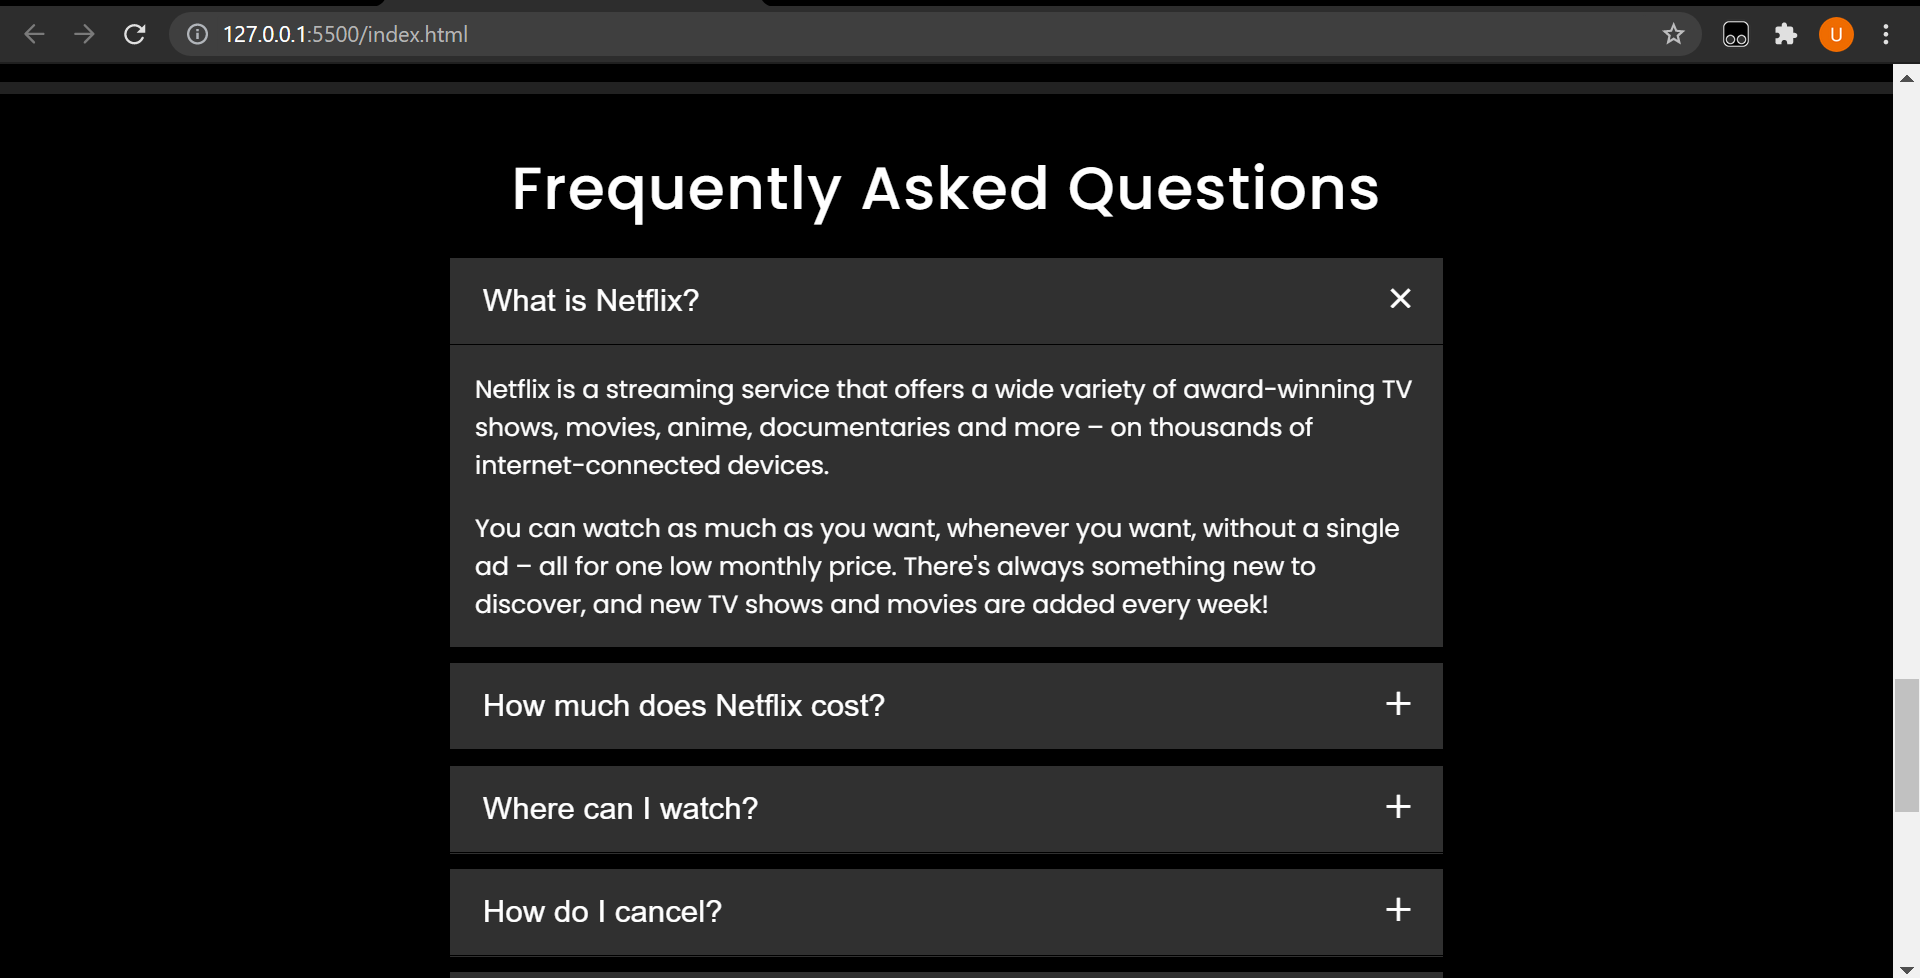 127.0.0.1:5500/index.html
U
Frequently Asked Questions
What is Netflix?
Netflix is a streaming service that offers a wide variety of award-winning TV
shows, movies, anime, documentaries and more – on thousands of
internet-connected devices.
You can watch as much as you want, whenever you want, without a single
ad – all for one low monthly price. There's always something new to
discover, and new TV shows and movies are added every week!
How much does Netflix cost?
Where can I watch?
How do I cancel?